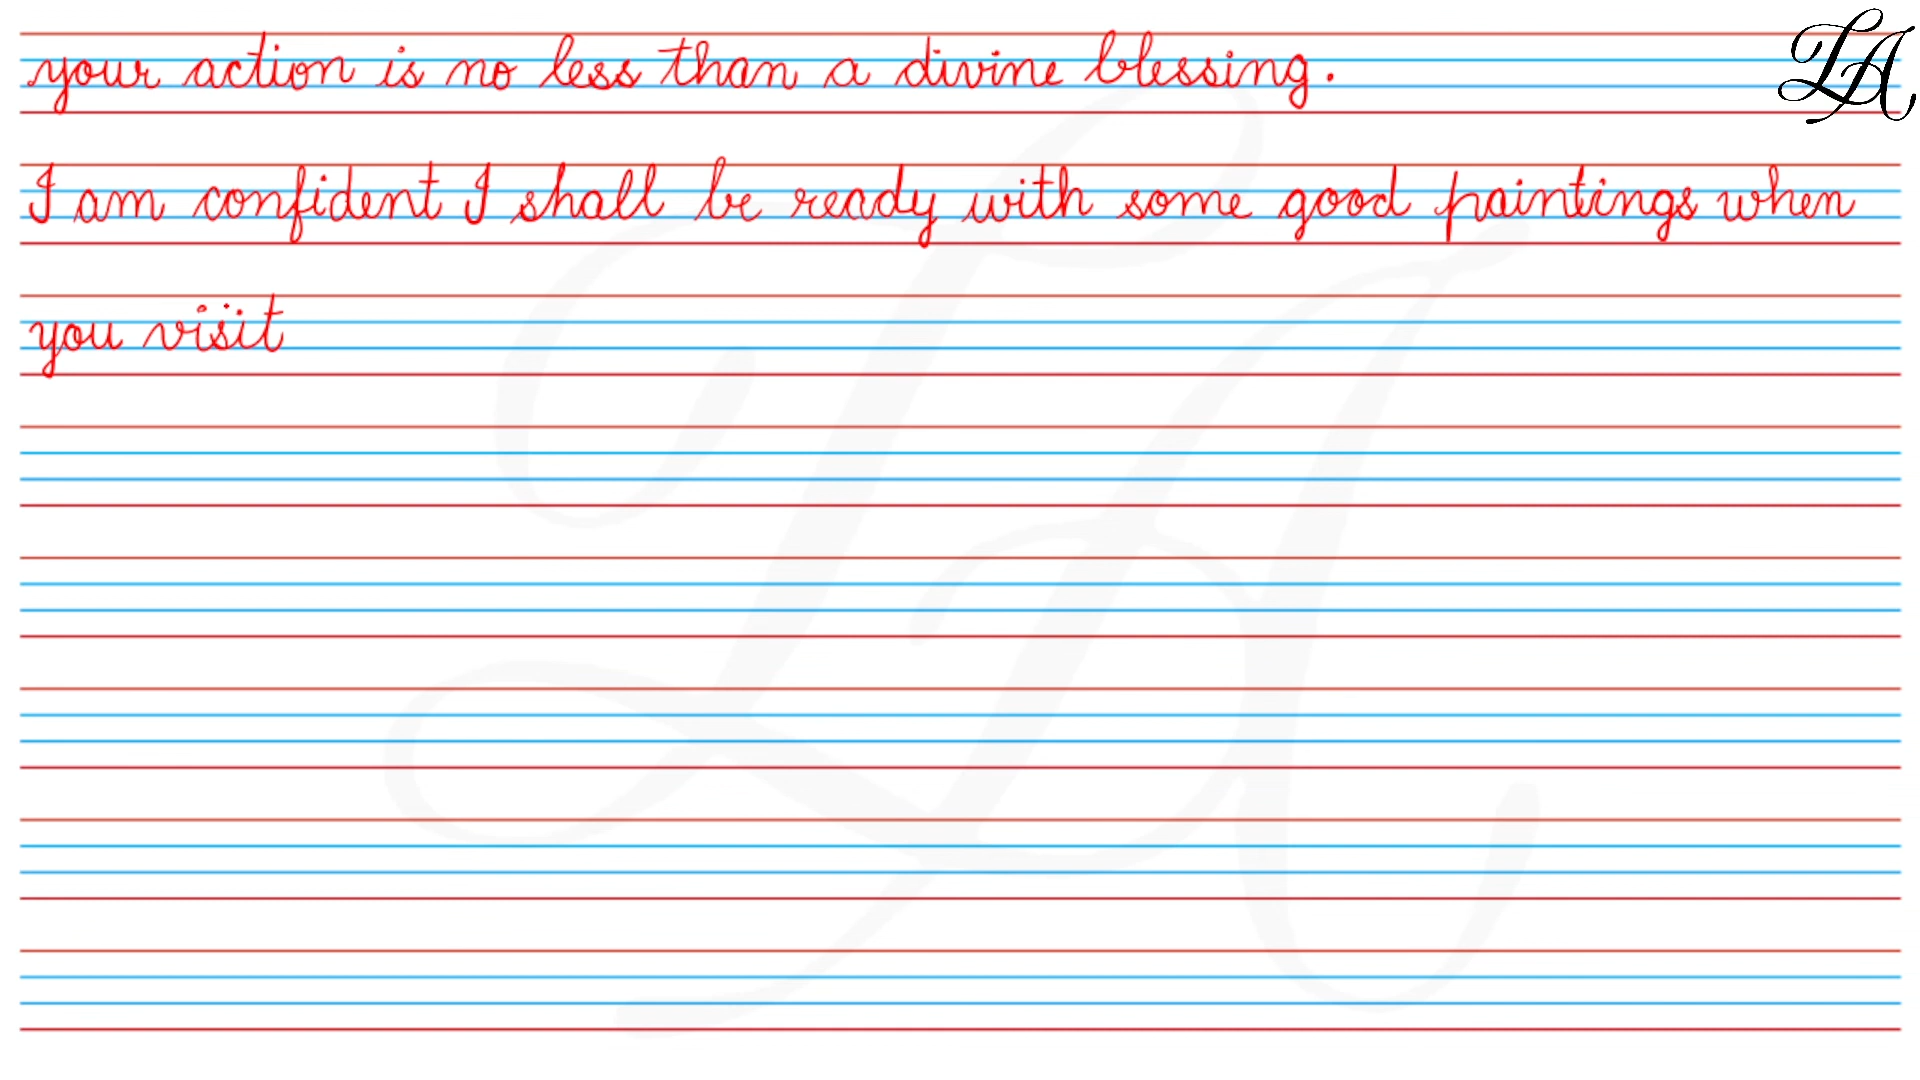 your action is no less than a divine blessing.
I am confident I shall be ready with some good paintings when
you visit
LA